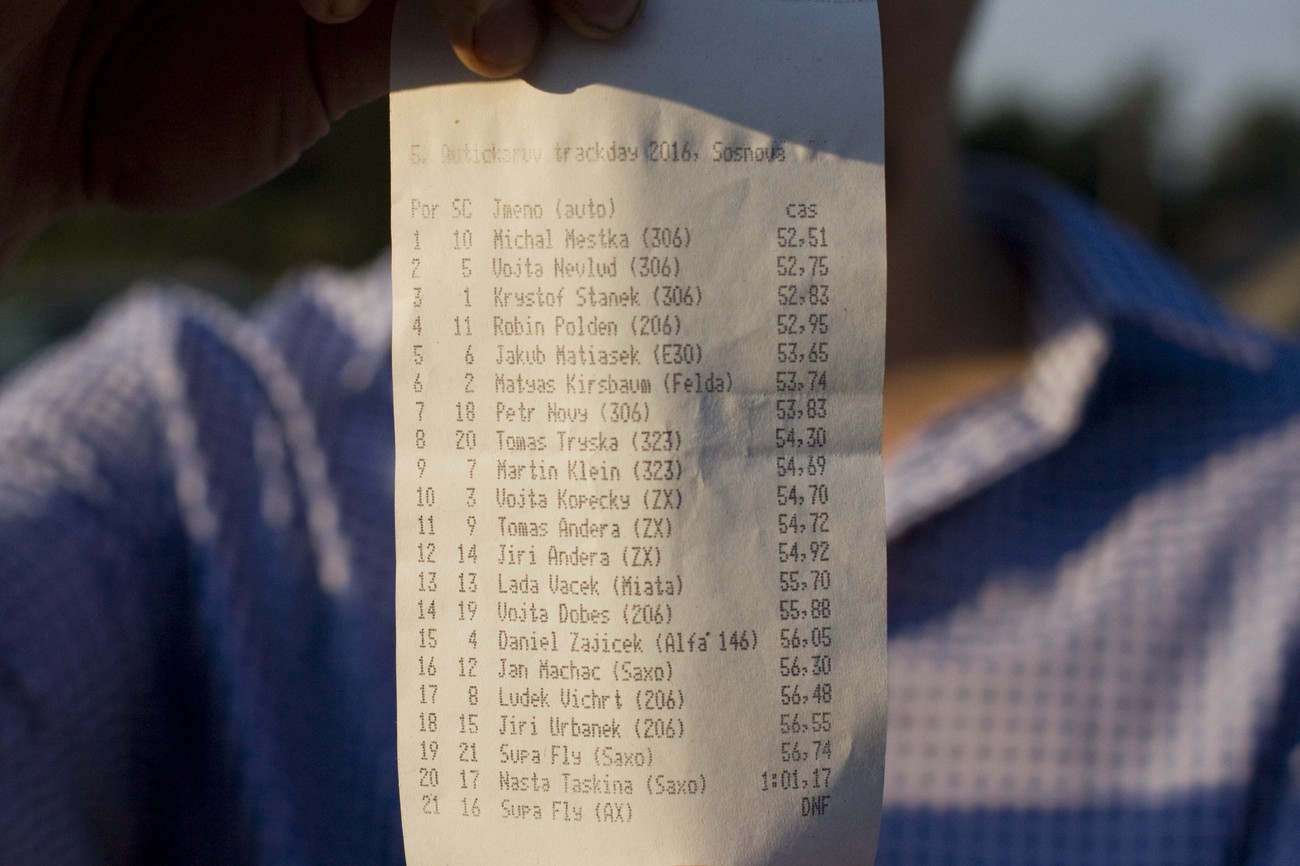 5. Autickaruv trackday 2016, Sosnová
Por SC Jmeno (auto) cas
1 10 Michal Mestka (306) 52,51
2 5 Vojta Nevlud (306) 52,75
3 1 Krystof Stanek (306) 52,83
4 11 Robin Polden (206) 52,95
5 6 Jakub Matiasek (E30) 53,65
6 2 Matyas Kirsbaum (Felda) 53,74
7 18 Petr Novy (306) 53,83
8 20 Tomas Tryska (323) 54,30
9 7 Martin Klein (323) 54,69
10 3 Vojta Kopecky (ZX) 54,70
11 9 Tomas Andera (ZX) 54,72
12 14 Jiri Andera (ZX) 54,92
13 13 Lada Vacek (Miata) 55,70
14 19 Vojta Dobes (206) 55,88
15 4 Daniel Zajicek (Alfa 146) 56,05
16 12 Jan Machac (Saxo) 56,30
17 8 Ludek Vichrt (206) 56,48
18 15 Jiri Urbanek (206) 56,55
19 21 Supa Fly (Saxo) 56,74
20 17 Nasta Taskina (Saxo) 1:01,17
21 16 Supa Fly (AX) DNF